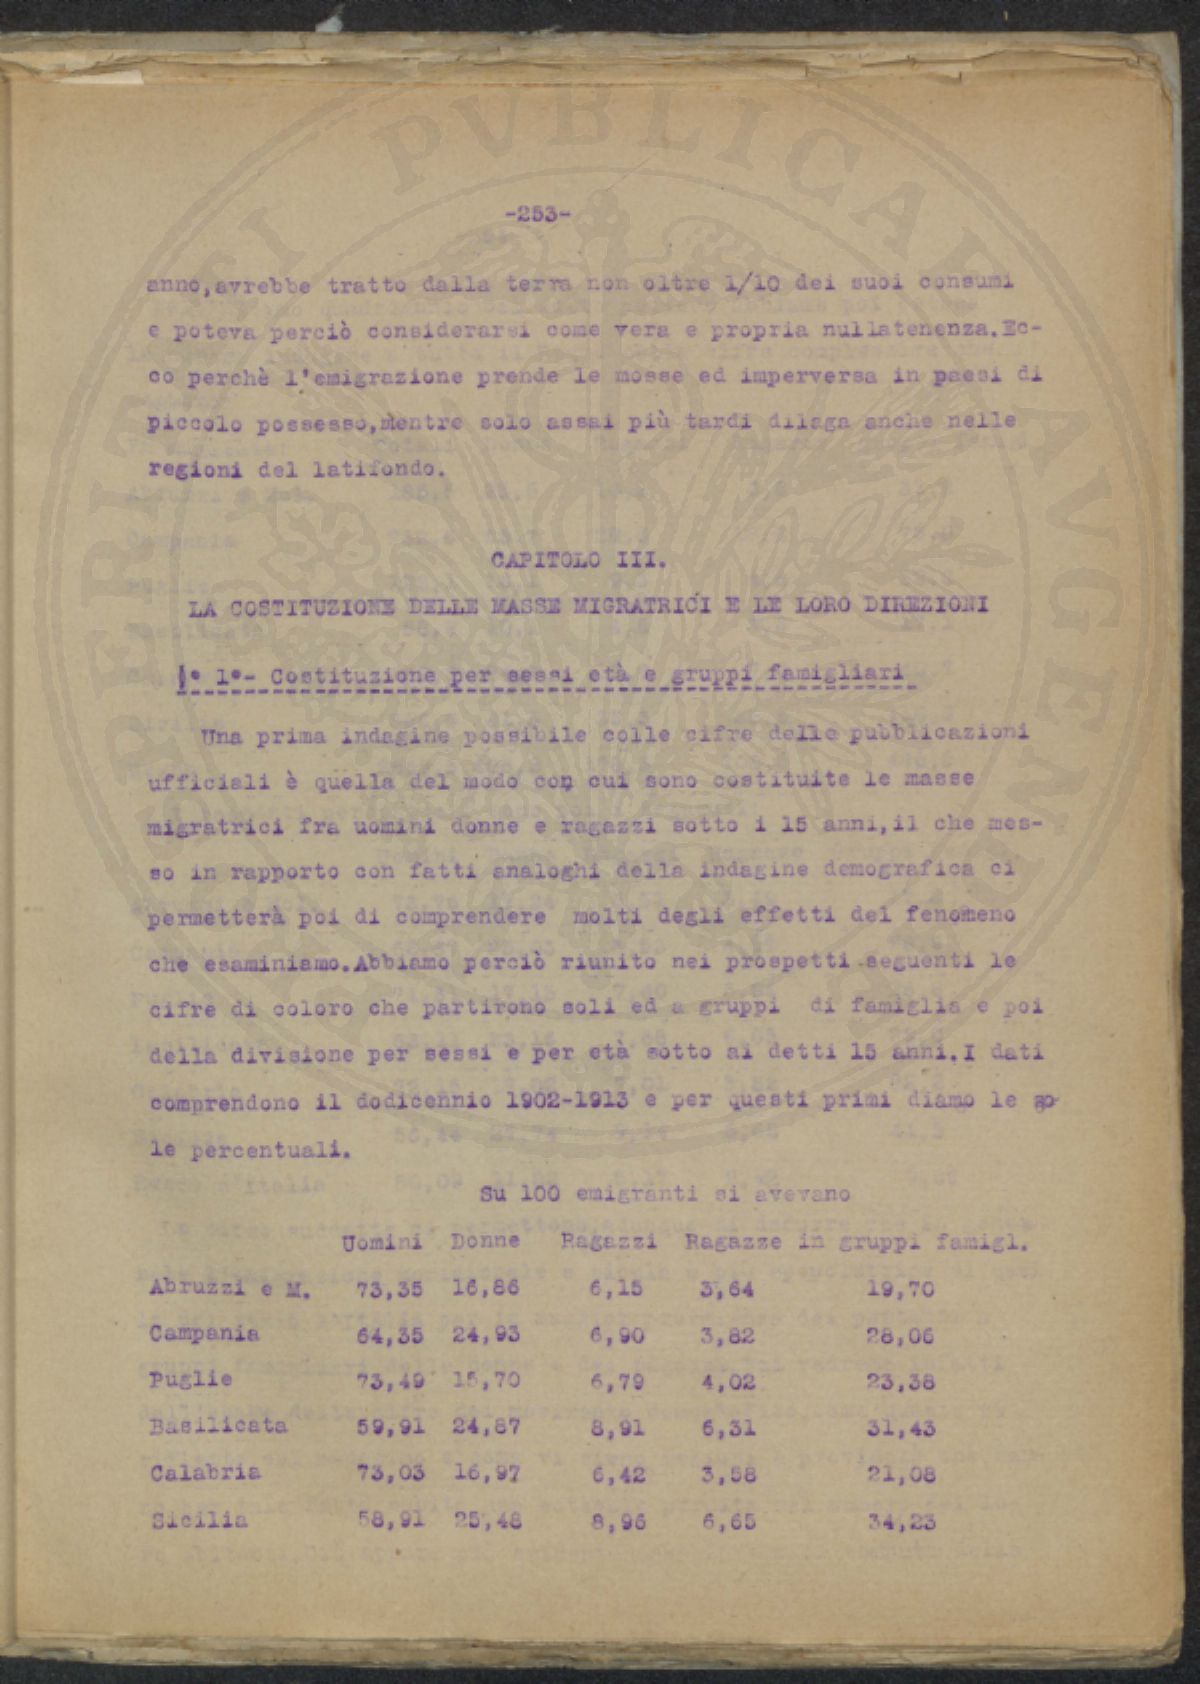 -253-
anno,avrebbe tratto dalla terra non oltre 1/10 dei suoi consumi
e poteva perciò considerarsi come vera e propria nullatenenza.Ec-
co perchè l'emigrazione prende le mosse ed imperversa in paesi di
piccolo possesso,mentre solo assai più tardi dilaga anche nelle
regioni del latifondo.
CAPITOLO III.
LA COSTITUZIONE DELLE MASSE MIGRATRICI E LE LORO DIREZIONI
1°- Costituzione per sessi età e gruppi famigliari
Una prima indagine possibile colle cifre delle pubblicazioni
ufficiali è quella del modo con cui sono costituite le masse
migratrici fra uomini donne e ragazzi sotto i 15 anni,il che mes-
so in rapporto con fatti analoghi della indagine demografica ci
permetterà poi di comprendere molti degli effetti del fenomeno
che esaminiamo.Abbiamo perciò riunito nei prospetti seguenti le
cifre di coloro che partirono soli ed a gruppi di famiglia e poi
della divisione per sessi e per età sotto ai detti 15 anni.I dati
comprendono il dodicennio 1902-1913 e per questi primi diamo le so-
le percentuali.
Su 100 emigranti si avevano
Uomini Donne Ragazzi Ragazze in gruppi famigl.
Abruzzi e M. 73,35 16,86 6,15 3,64 19,70
Campania 64,35 24,93 6,90 3,82 28,06
Puglie 73,49 15,70 6,79 4,02 23,38
Basilicata 59,91 24,87 8,91 6,31 31,43
Calabria 73,03 16,97 6,42 3,58 21,08
Sicilia 58,91 25,48 8,96 6,65 34,23